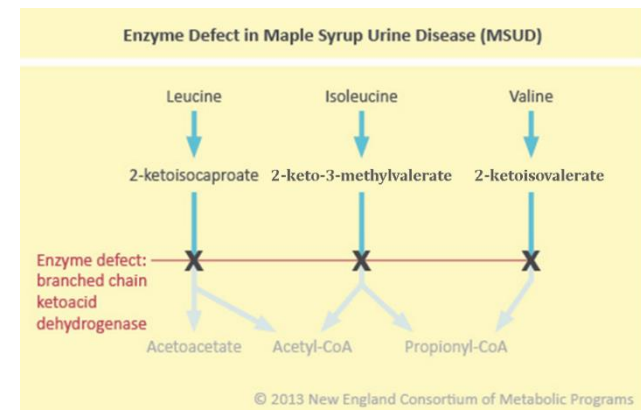 Enzyme Defect in Maple Syrup Urine Disease (MSUD)
Leucine Isoleucine Valine
2-ketoisocaproate 2-keto-3-methylvalerate 2-ketoisovalerate
X X X
Enzyme defect:
branched chain
ketoacid
dehydrogenase
Acetoacetate Acetyl-CoA Propionyl-CoA
© 2013 New England Consortium of Metabolic Programs